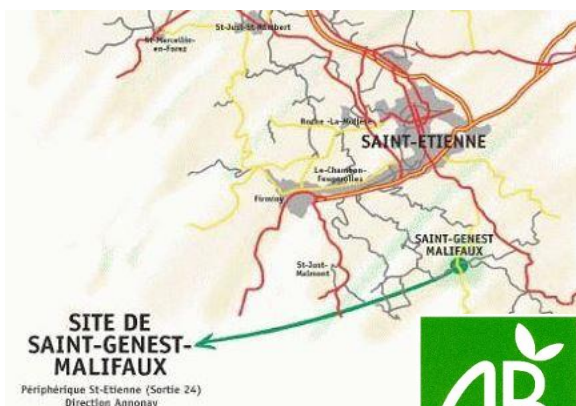 St-Just-St-Rambert
St-Marcellin-
en-Forez
Roche-La-Molière
SAINT-ETIENNE
Le-Chambon-
Feugerolles
Firminy
SAINT-GENEST
MALIFAUX
St-Just-
Malmont
SITE DE
SAINT-GENEST-
MALIFAUX
Périphérique St-Etienne (Sortie 24)
Direction Annonay
AB